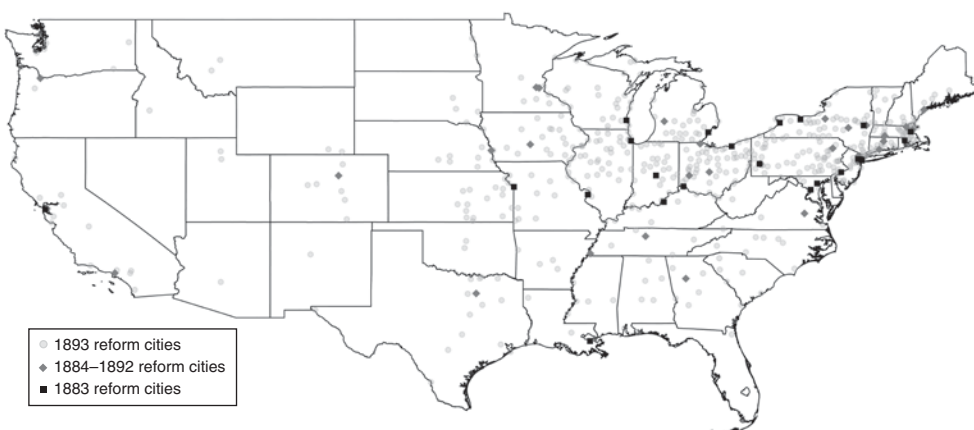 1893 reform cities
1884–1892 reform cities
1883 reform cities